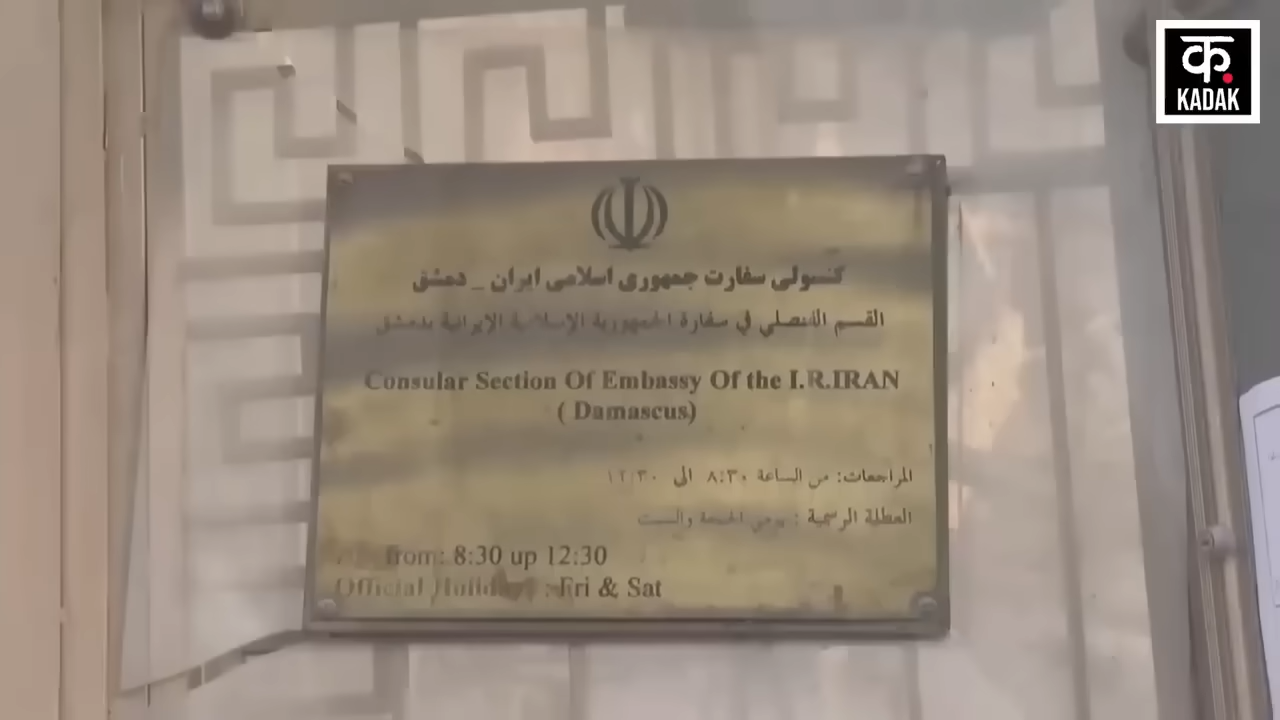 क.
KADAK
کنسولی سفارت جمهوری اسلامی ایران _ دمشق
القسم القنصلي في سفارة الجمهورية الإسلامية الإيرانية بدمشق
Consular Section Of Embassy Of the I.R.IRAN
( Damascus)
المراجعات: من الساعة ٨:٣٠ الى ١٢:٣٠
العطلة الرسمية : يومي الجمعة والسبت
from: 8:30 up 12:30
Official Holidays : Fri & Sat